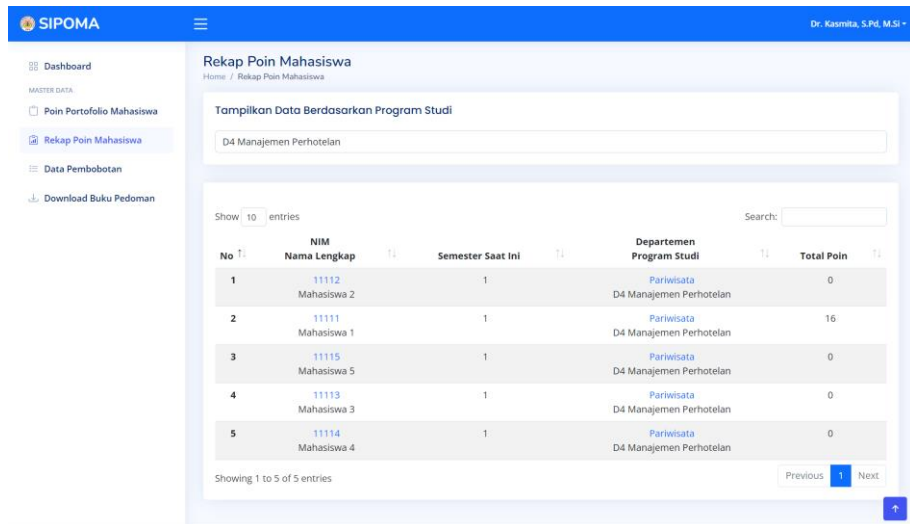 SIPOMA
Dr. Kasmita, S.Pd, M.Si
Dashboard
MASTER DATA
Poin Portofolio Mahasiswa
Rekap Poin Mahasiswa
Data Pembobotan
Download Buku Pedoman
Rekap Poin Mahasiswa
Home / Rekap Poin Mahasiswa
Tampilkan Data Berdasarkan Program Studi
D4 Manajemen Perhotelan
Show 10 entries Search:
No NIM Nama Lengkap Semester Saat Ini Departemen Program Studi Total Poin
1 11112 1 Pariwisata 0
Mahasiswa 2 D4 Manajemen Perhotelan
2 11111 1 Pariwisata 16
Mahasiswa 1 D4 Manajemen Perhotelan
3 11115 1 Pariwisata 0
Mahasiswa 5 D4 Manajemen Perhotelan
4 11113 1 Pariwisata 0
Mahasiswa 3 D4 Manajemen Perhotelan
5 11114 1 Pariwisata 0
Mahasiswa 4 D4 Manajemen Perhotelan
Showing 1 to 5 of 5 entries Previous 1 Next